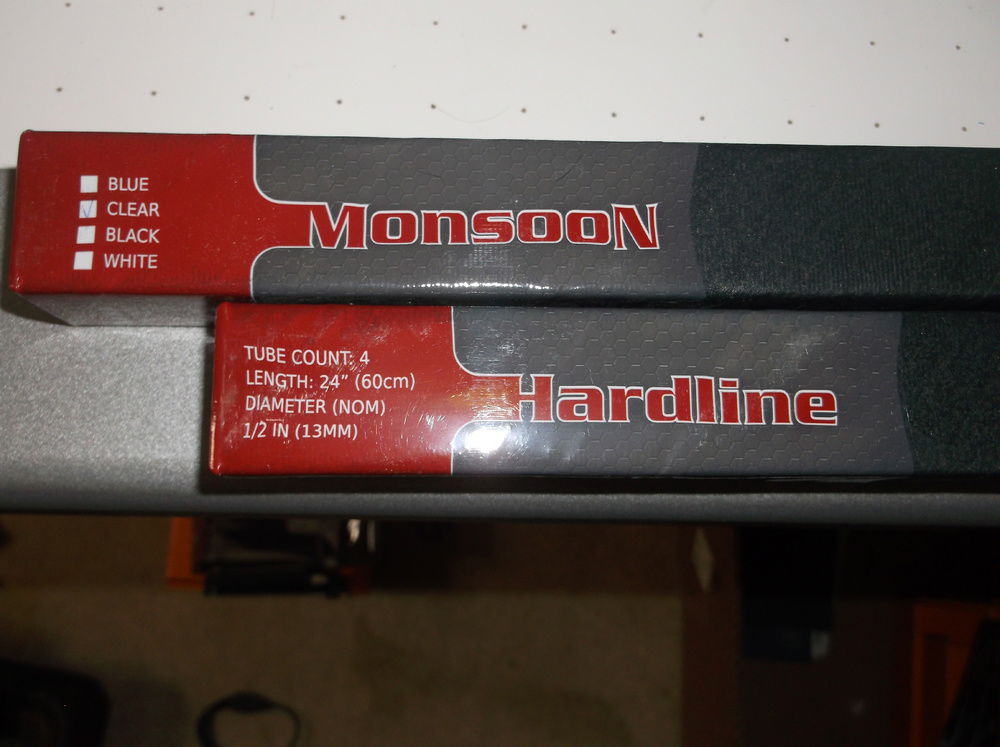 BLUE
CLEAR
BLACK
WHITE
MonsooN
TUBE COUNT: 4
LENGTH: 24" (60cm)
DIAMETER (NOM)
1/2 IN (13MM)
Hardline